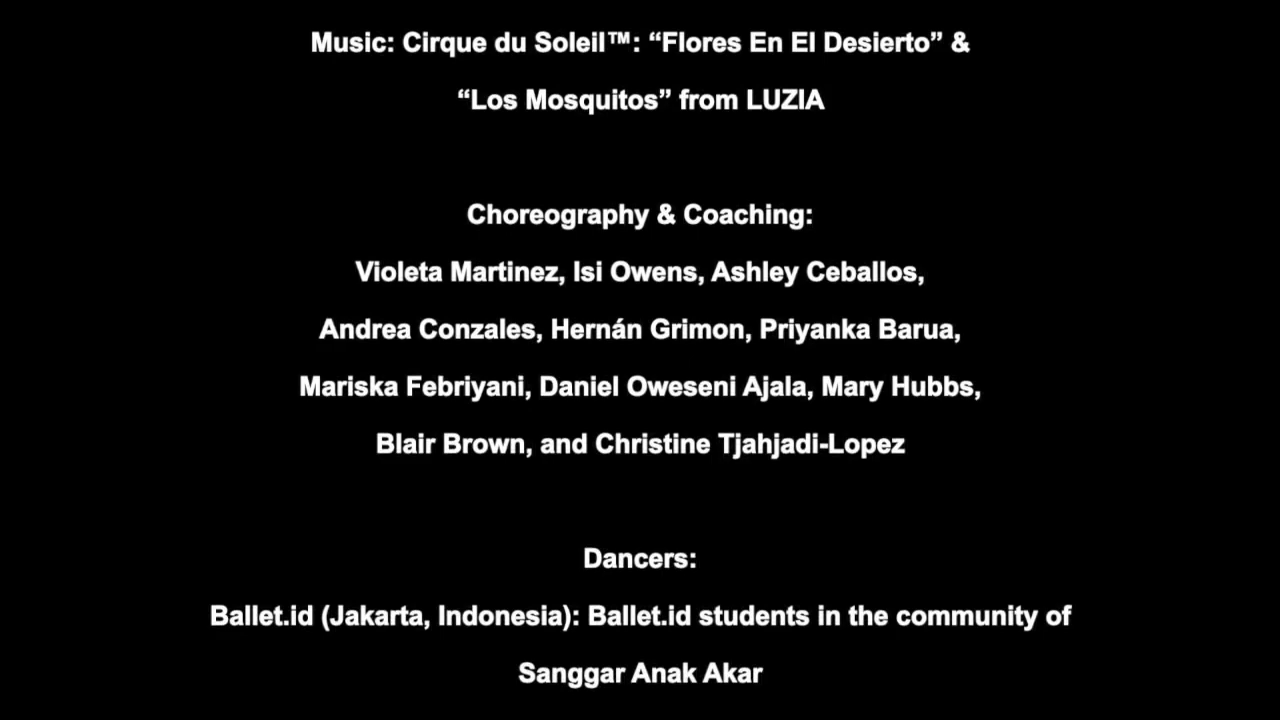 Music: Cirque du Soleil™: “Flores En El Desierto” &
“Los Mosquitos” from LUZIA
Choreography & Coaching:
Violeta Martinez, Isi Owens, Ashley Ceballos,
Andrea Conzales, Hernán Grimon, Priyanka Barua,
Mariska Febriyani, Daniel Oweseni Ajala, Mary Hubbs,
Blair Brown, and Christine Tjahjadi-Lopez
Dancers:
Ballet.id (Jakarta, Indonesia): Ballet.id students in the community of
Sanggar Anak Akar